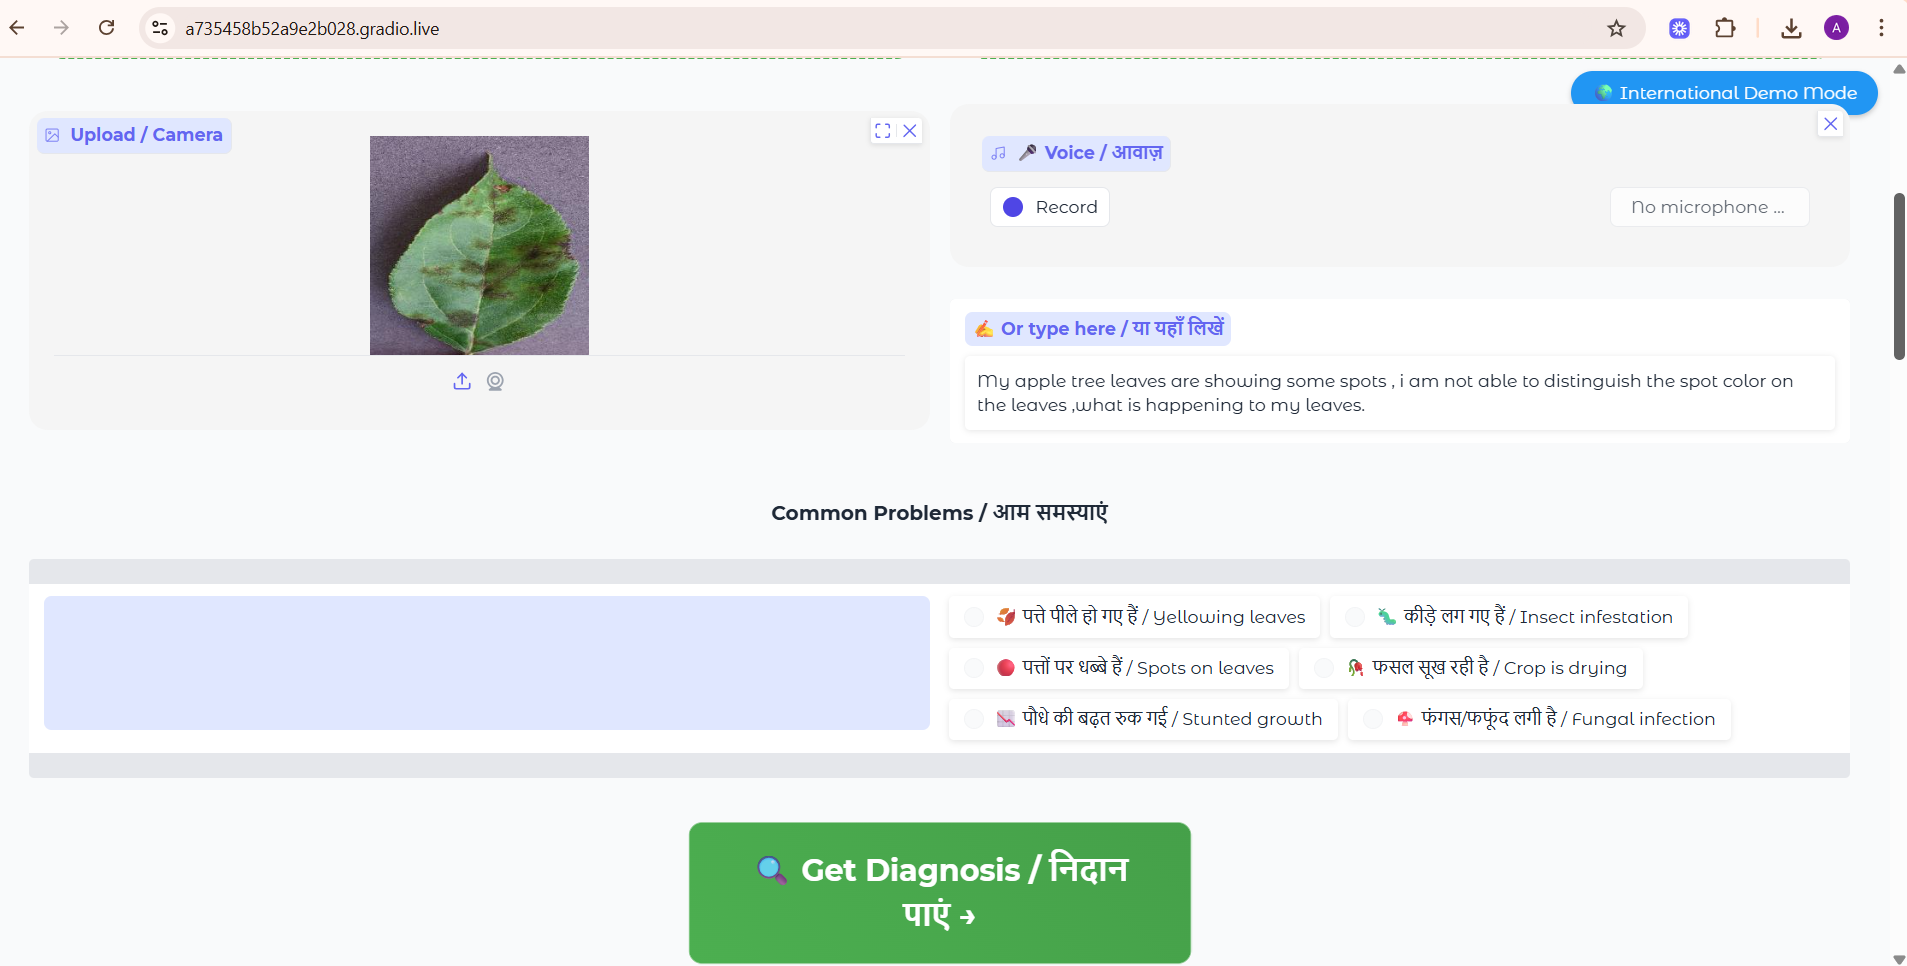 a735458b52a9e2b028.gradio.live
A
🌍 International Demo Mode
Upload / Camera
🎤 Voice / आवाज़
Record
No microphone ...
✍️ Or type here / या यहाँ लिखें
My apple tree leaves are showing some spots , i am not able to distinguish the spot color on
the leaves ,what is happening to my leaves.
Common Problems / आम समस्याएं
🍂 पत्ते पीले हो गए हैं / Yellowing leaves
🐛 कीड़े लग गए हैं / Insect infestation
🔴 पत्तों पर धब्बे हैं / Spots on leaves
🥀 फसल सूख रही है / Crop is drying
📉 पौधे की बढ़त रुक गई / Stunted growth
🍄 फंगस/फफूंद लगी है / Fungal infection
🔍 Get Diagnosis / निदान
पाएं →